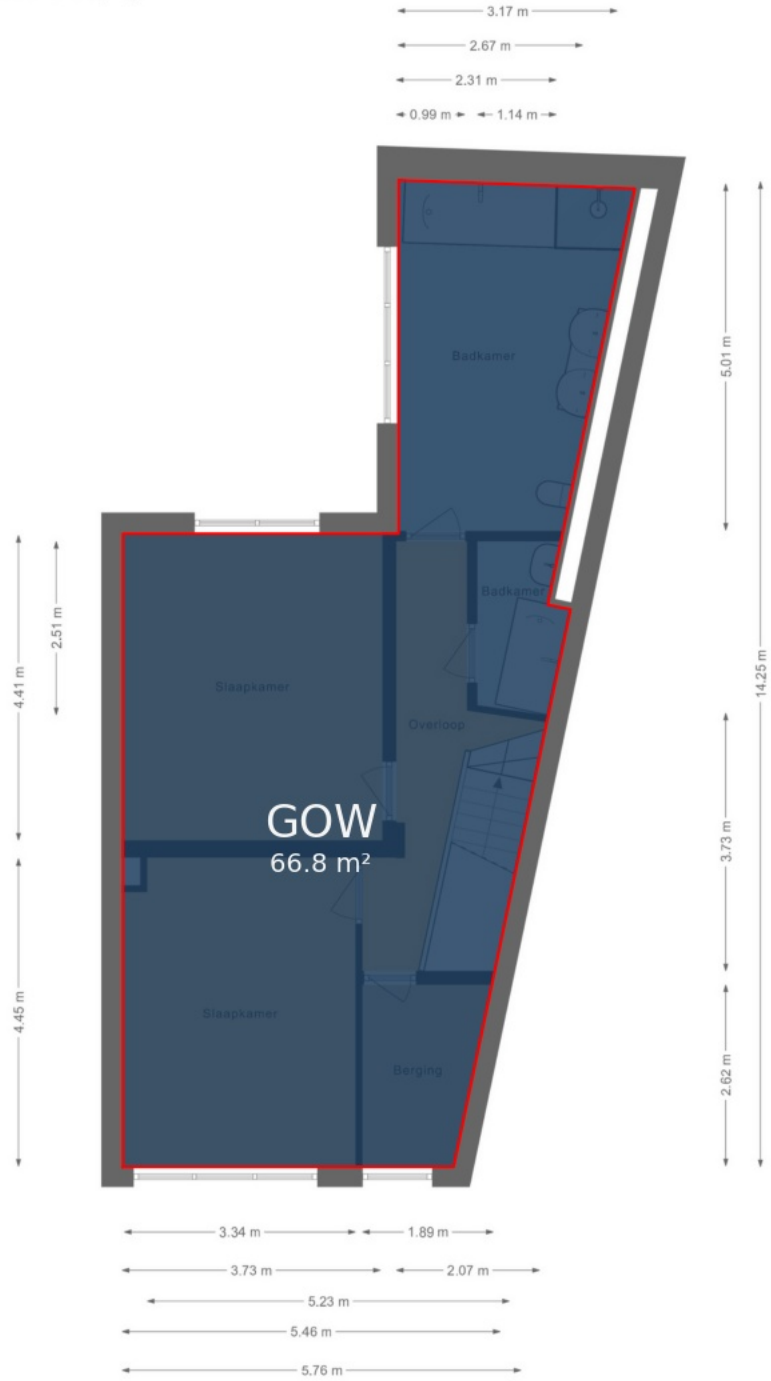 3.17 m
2.67 m
2.31 m
0.99 m
1.14 m
Badkamer
5.01 m
Badkamer
2.51 m
4.41 m
Slaapkamer
14.25 m
Overloop
GOW
66.8 m²
3.73 m
4.45 m
Slaapkamer
Berging
2.62 m
3.34 m
1.89 m
3.73 m
2.07 m
5.23 m
5.46 m
5.76 m